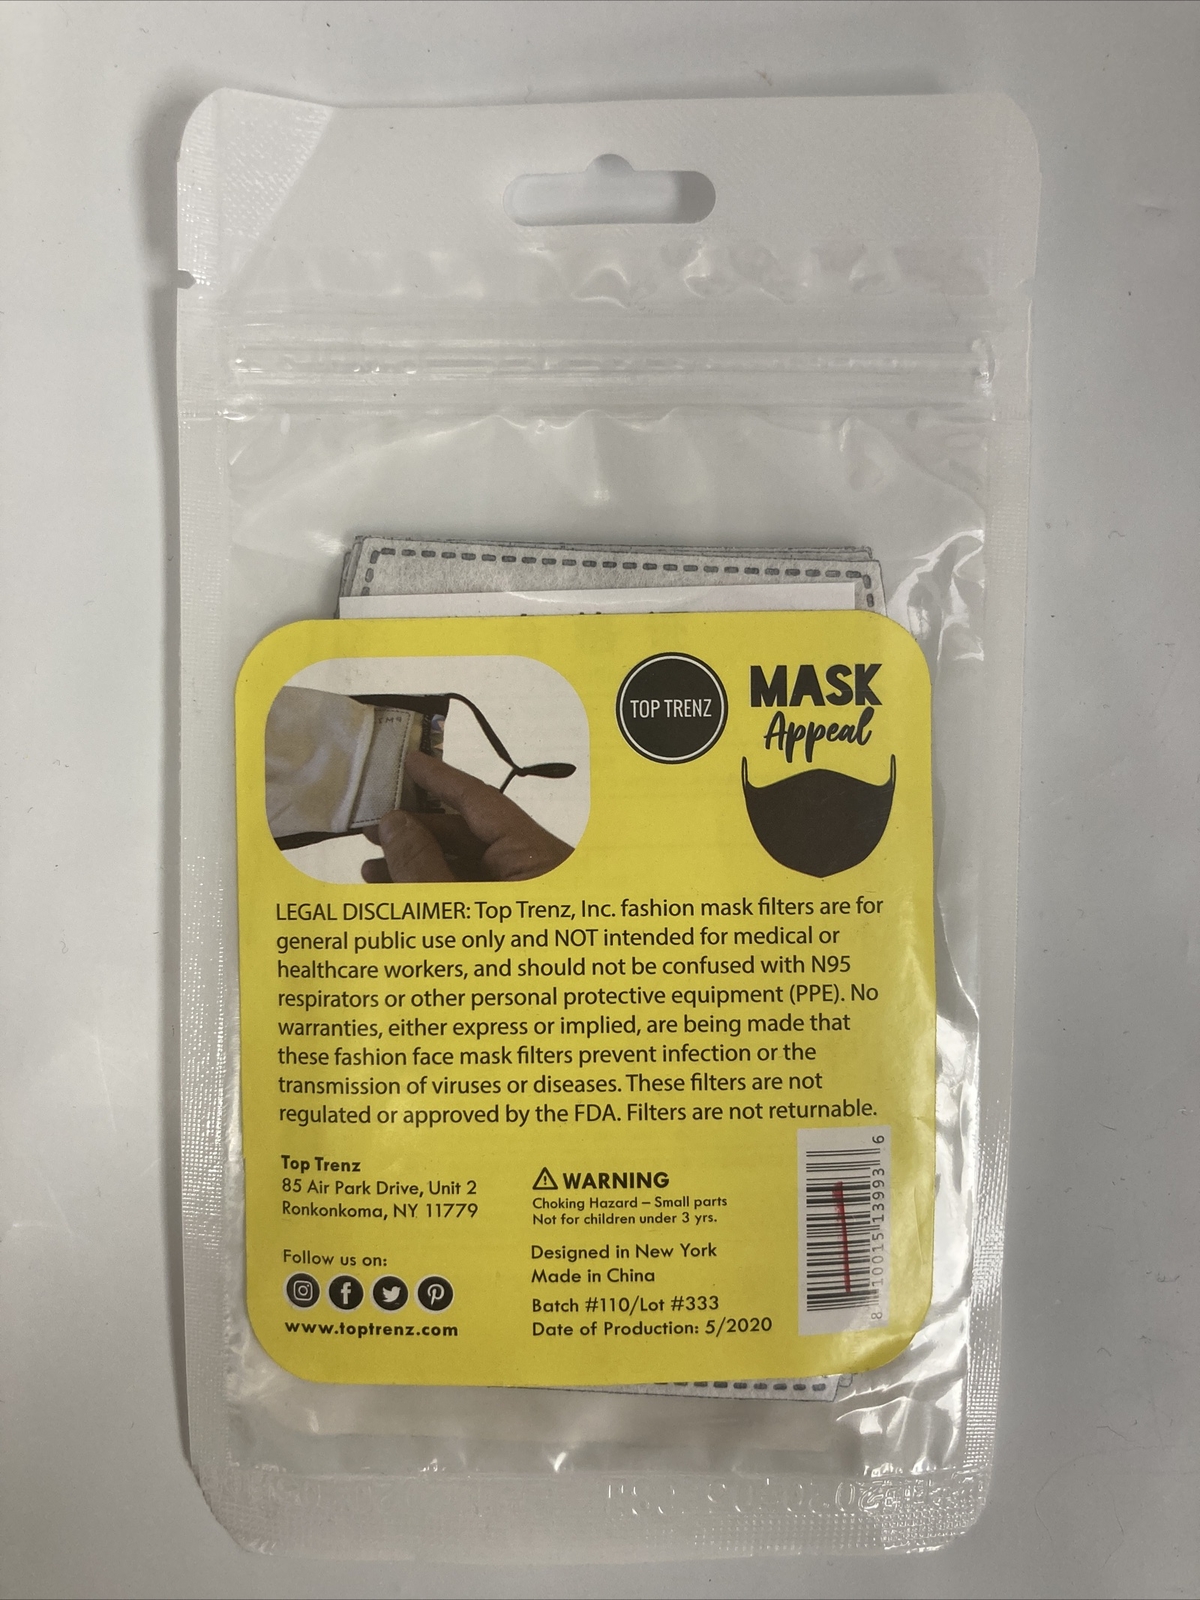 TOP TRENZ
MASK
Appeal
LEGAL DISCLAIMER: Top Trenz, Inc. fashion mask filters are for
general public use only and NOT intended for medical or
healthcare workers, and should not be confused with N95
respirators or other personal protective equipment (PPE). No
warranties, either express or implied, are being made that
these fashion face mask filters prevent infection or the
transmission of viruses or diseases. These filters are not
regulated or approved by the FDA. Filters are not returnable.
Top Trenz
85 Air Park Drive, Unit 2
Ronkonkoma, NY 11779
Follow us on:
www.toptrenz.com
WARNING
Choking Hazard – Small parts
Not for children under 3 yrs.
Designed in New York
Made in China
Batch #110/Lot #333
Date of Production: 5/2020
8 10015 13993 6